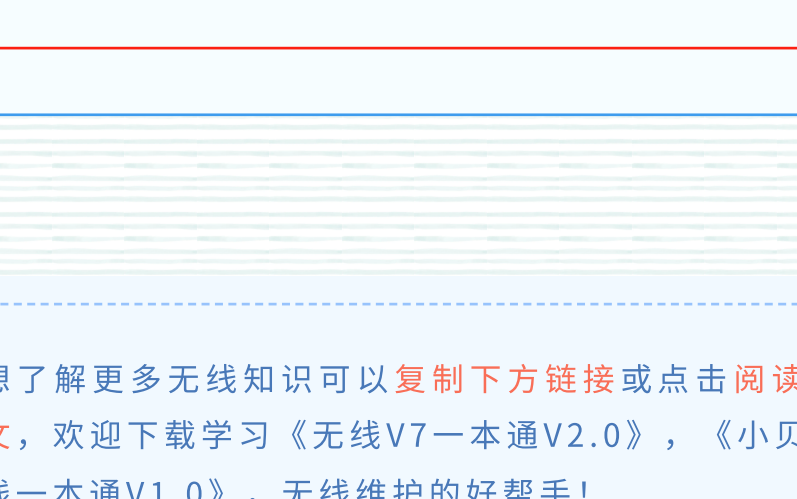 想了解更多无线知识可以复制下方链接或点击阅读
文，欢迎下载学习《无线V7一本通V2.0》，《小贝
线一本通V1.0》，无线维护的好帮手！